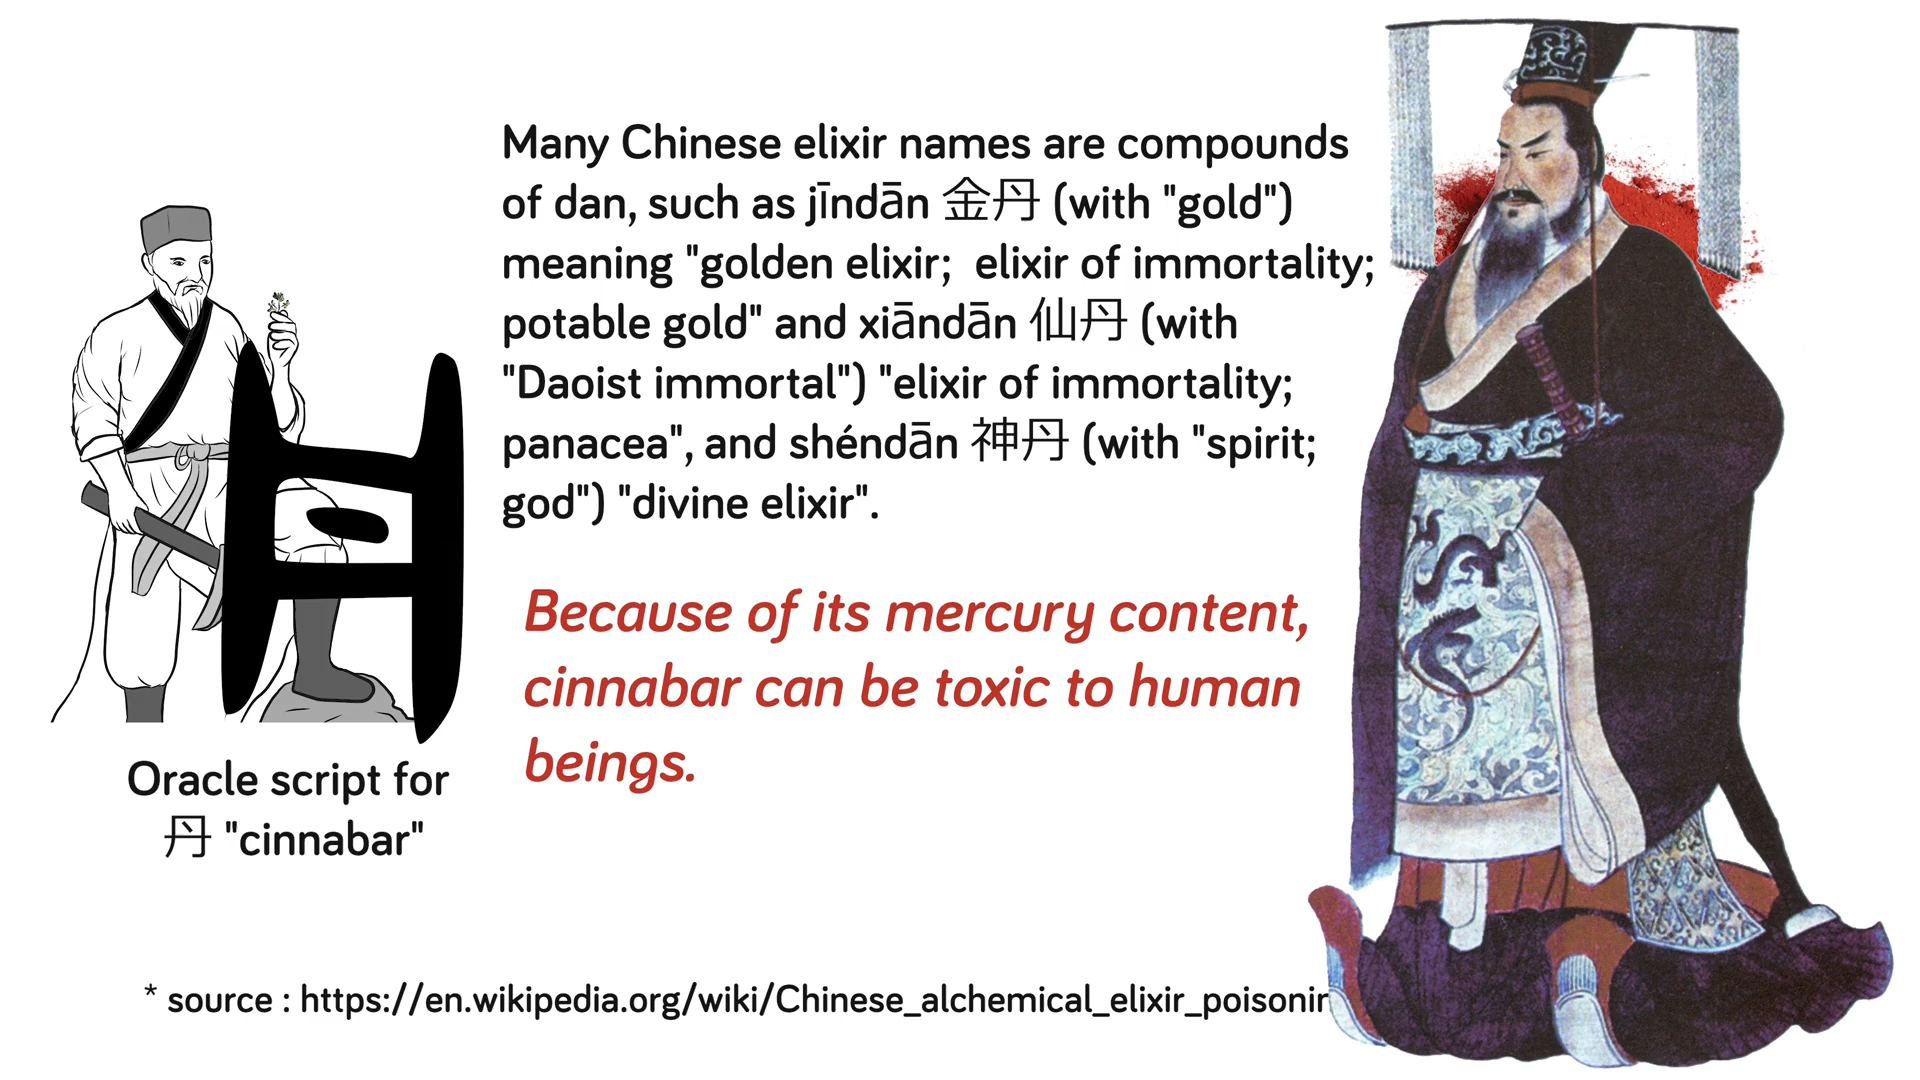 Many Chinese elixir names are compounds
of dan, such as jīndān 金丹 (with "gold")
meaning "golden elixir;  elixir of immortality;
potable gold" and xiāndān 仙丹 (with
"Daoist immortal") "elixir of immortality;
panacea", and shéndān 神丹 (with "spirit;
god") "divine elixir".
Because of its mercury content,
cinnabar can be toxic to human
beings.
Oracle script for
丹 "cinnabar"
* source : https://en.wikipedia.org/wiki/Chinese_alchemical_elixir_poisonin